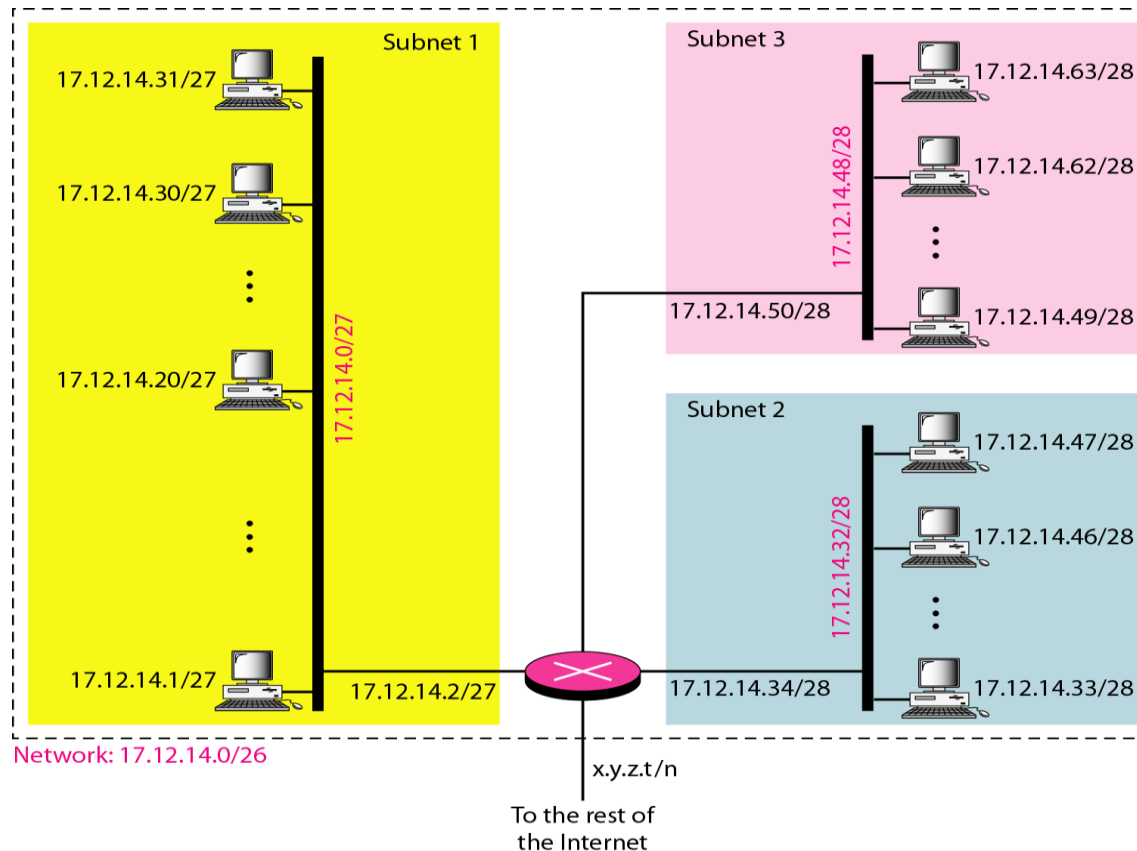 Subnet 1
17.12.14.31/27
17.12.14.30/27
17.12.14.20/27
17.12.14.0/27
17.12.14.1/27
17.12.14.2/27
Subnet 3
17.12.14.63/28
17.12.14.62/28
17.12.14.48/28
17.12.14.50/28
17.12.14.49/28
Subnet 2
17.12.14.47/28
17.12.14.46/28
17.12.14.32/28
17.12.14.34/28
17.12.14.33/28
Network: 17.12.14.0/26
x.y.z.t/n
To the rest of
the Internet